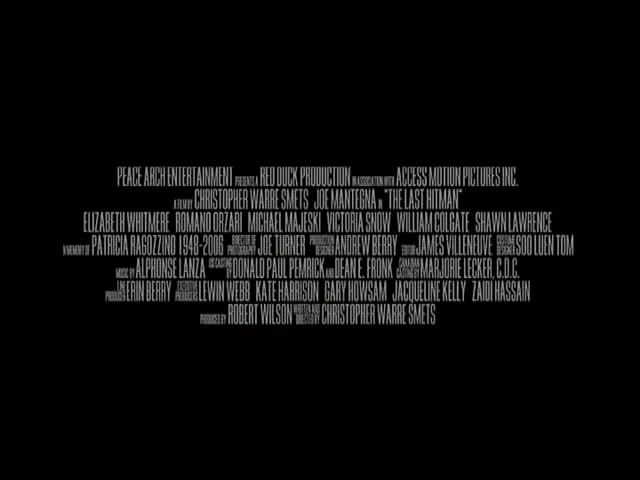 PEACE ARCH ENTERTAINMENT PRESENTS A RED DUCK PRODUCTION IN ASSOCIATION WITH ACCESS MOTION PICTURES INC.
A FILM BY CHRISTOPHER WARRE SMETS JOE MANTEGNA IN "THE LAST HITMAN"
ELIZABETH WHITMERE ROMANO ORZARI MICHAEL MAJESKI VICTORIA SNOW WILLIAM COLGATE SHAWN LAWRENCE
IN MEMORY OF PATRICIA RAGOZZINO 1948-2006 DIRECTOR OF PHOTOGRAPHY JOE TURNER PRODUCTION DESIGNER ANDREW BERRY EDITOR JAMES VILLENEUVE COSTUME DESIGNER SOO LUEN TOM
MUSIC BY ALPHONSE LANZA US CASTING BY DONALD PAUL PEMRICK AND DEAN E. FRONK CANADIAN CASTING BY MARJORIE LECKER, C.D.C.
LINE PRODUCER ERIN BERRY EXECUTIVE PRODUCERS LEWIN WEBB KATE HARRISON GARY HOWSAM JACQUELINE KELLY ZAIDI HASSAIN
PRODUCED BY ROBERT WILSON WRITTEN AND DIRECTED BY CHRISTOPHER WARRE SMETS